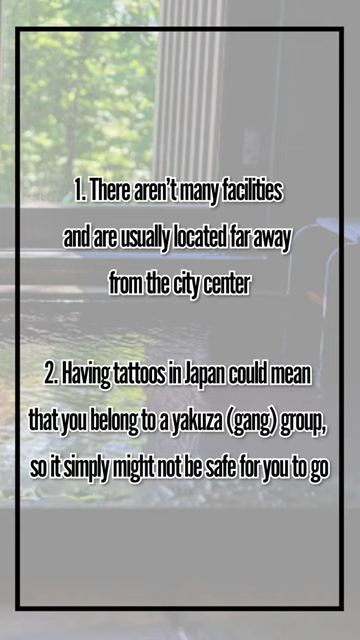 1. There aren't many facilities
and are usually located far away
from the city center
2. Having tattoos in Japan could mean
that you belong to a yakuza (gang) group,
so it simply might not be safe for you to go